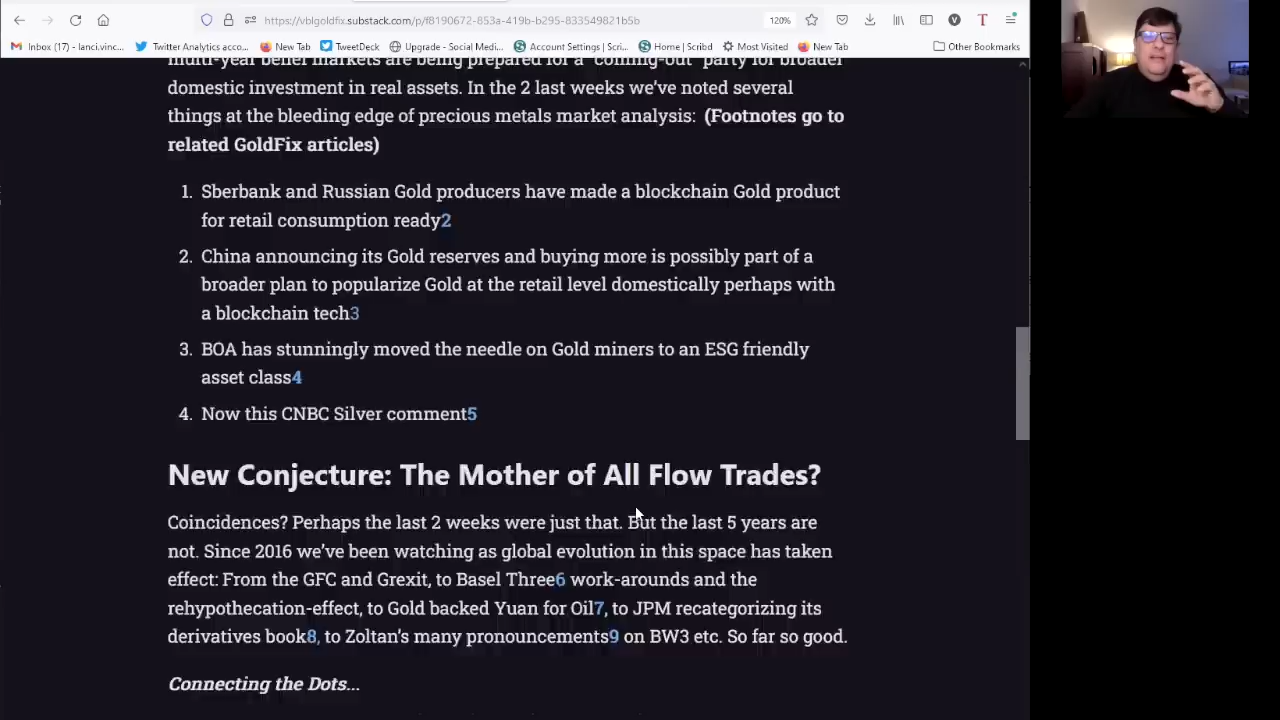 https://vblgoldfix.substack.com/p/f8190672-853a-419b-b295-833549821b5b
120%
Inbox (17) - lanci.vinc...
Twitter Analytics acco...
New Tab
TweetDeck
Upgrade - Social Medi...
Account Settings | Scri...
Home | Scribd
Most Visited
New Tab
Other Bookmarks
multi-year belief markets are being prepared for a "coming-out" party for broader
domestic investment in real assets. In the 2 last weeks we've noted several
things at the bleeding edge of precious metals market analysis: (Footnotes go to
related GoldFix articles)
1. Sberbank and Russian Gold producers have made a blockchain Gold product
for retail consumption ready2
2. China announcing its Gold reserves and buying more is possibly part of a
broader plan to popularize Gold at the retail level domestically perhaps with
a blockchain tech3
3. BOA has stunningly moved the needle on Gold miners to an ESG friendly
asset class4
4. Now this CNBC Silver comment5
New Conjecture: The Mother of All Flow Trades?
Coincidences? Perhaps the last 2 weeks were just that. But the last 5 years are
not. Since 2016 we've been watching as global evolution in this space has taken
effect: From the GFC and Grexit, to Basel Three6 work-arounds and the
rehypothecation-effect, to Gold backed Yuan for Oil7, to JPM recategorizing its
derivatives book8, to Zoltan's many pronouncements9 on BW3 etc. So far so good.
Connecting the Dots...